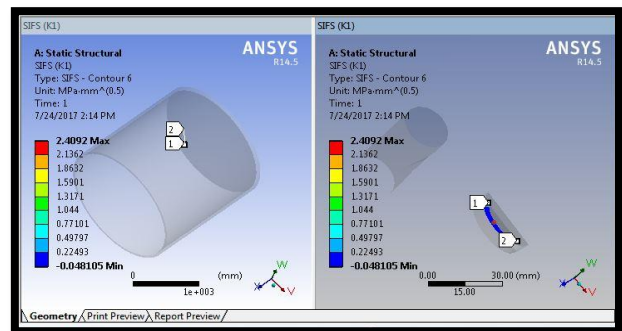 SIFS (K1)
A: Static Structural
SIFS (K1)
Type: SIFS - Contour 6
Unit: MPa·mm^(0.5)
Time: 1
7/24/2017 2:14 PM
ANSYS
R14.5
2.4092 Max
2.1362
1.8632
1.5901
1.3171
1.044
0.77101
0.49797
0.22493
-0.048105 Min
2
1
0
(mm)
1e+003
W
X
V
SIFS (K1)
A: Static Structural
SIFS (K1)
Type: SIFS - Contour 6
Unit: MPa·mm^(0.5)
Time: 1
7/24/2017 2:14 PM
ANSYS
R14.5
2.4092 Max
2.1362
1.8632
1.5901
1.3171
1.044
0.77101
0.49797
0.22493
-0.048105 Min
1
2
0.00
30.00 (mm)
15.00
W
X
V
Geometry Print Preview Report Preview